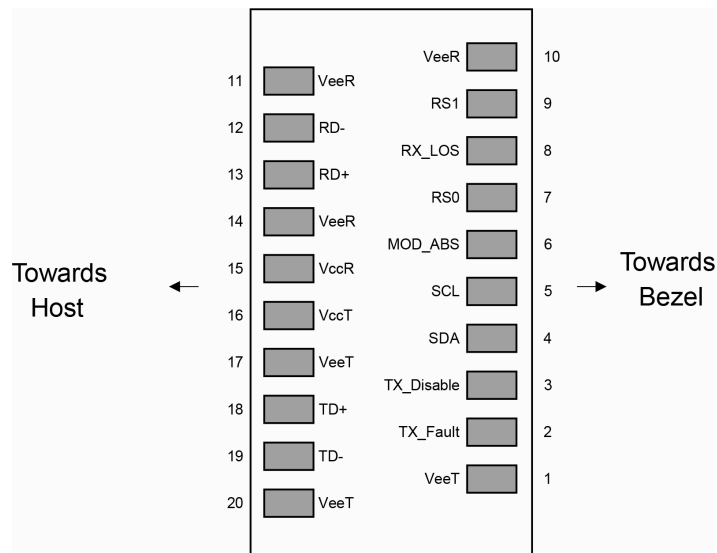 VeeR 10
11 VeeR
RS1 9
12 RD-
RX_LOS 8
13 RD+
RS0 7
14 VeeR
MOD_ABS 6
15 VccR
Towards
Host
Towards
Bezel
SCL 5
16 VccT
SDA 4
17 VeeT
TX_Disable 3
18 TD+
TX_Fault 2
19 TD-
VeeT 1
20 VeeT